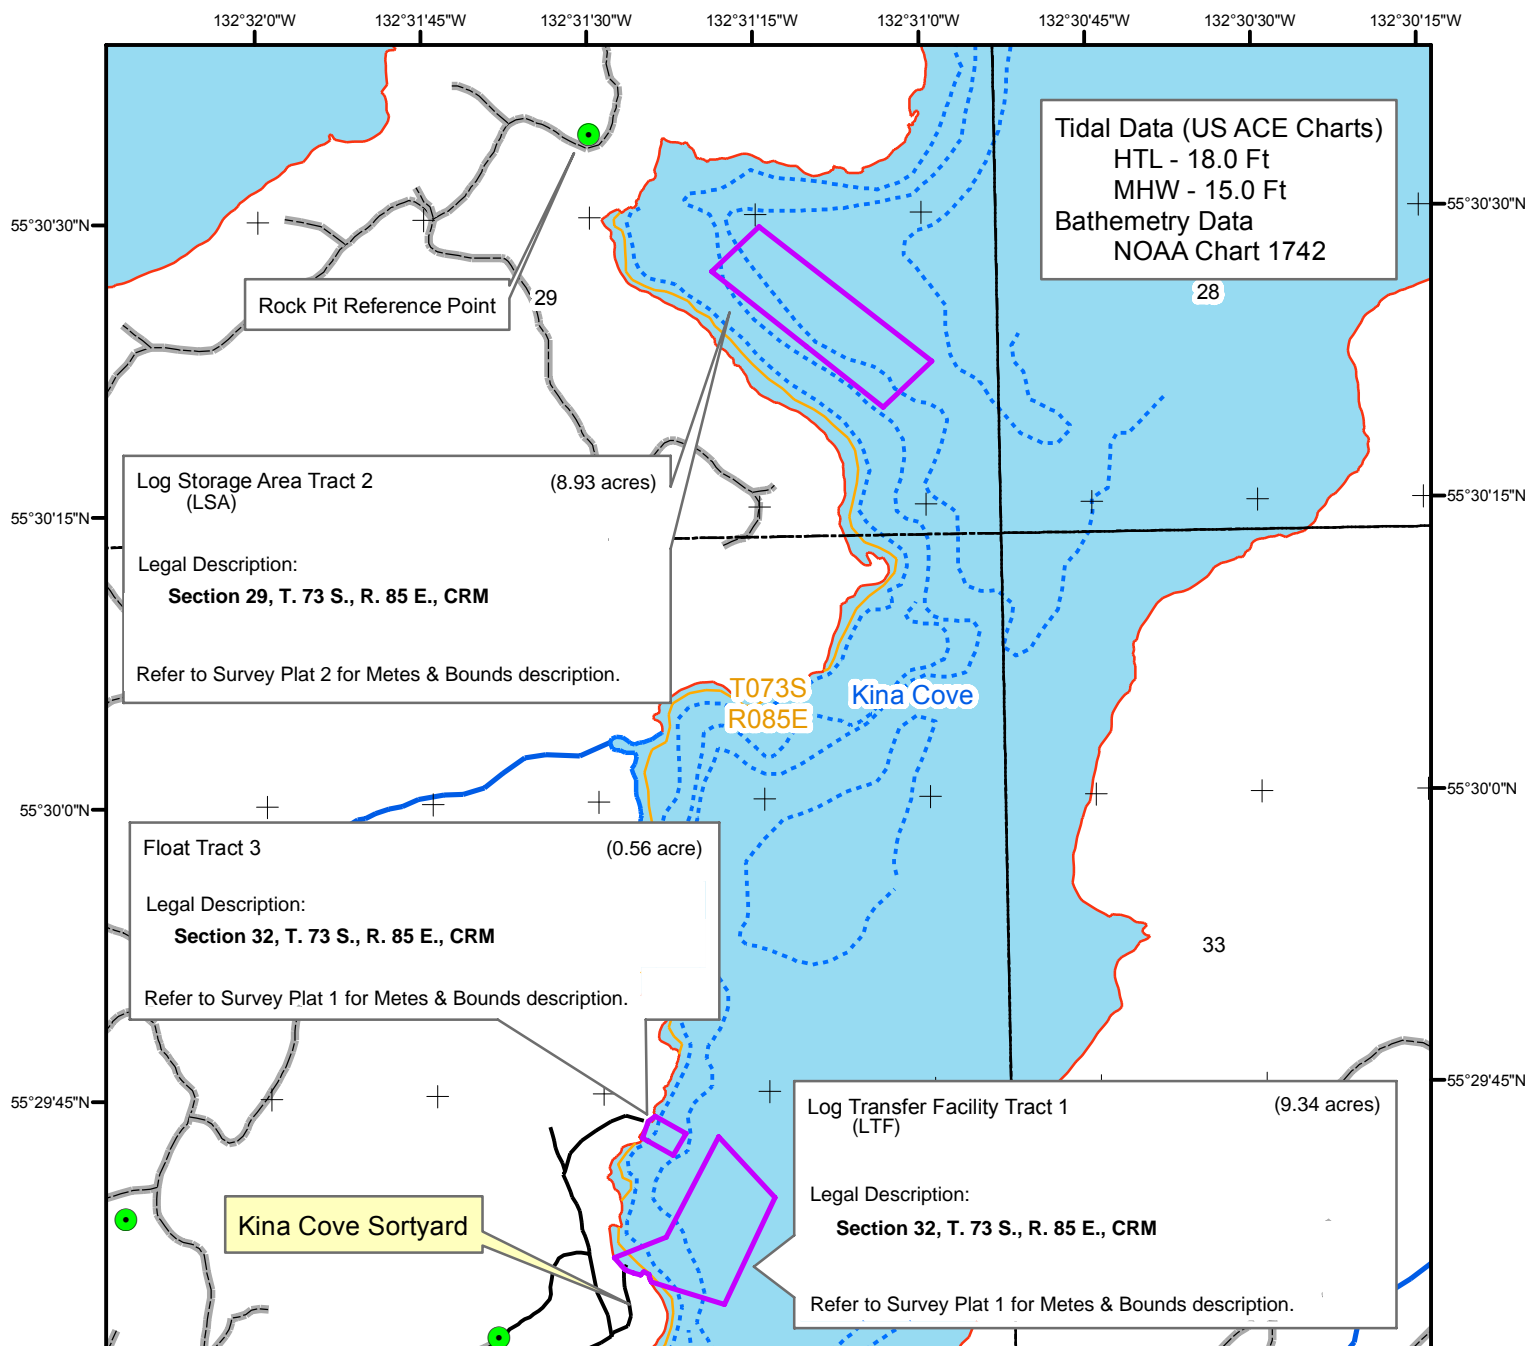 132°32'0"W 132°31'45"W 132°31'30"W 132°31'15"W 132°31'0"W 132°30'45"W 132°30'30"W 132°30'15"W
Tidal Data (US ACE Charts)
HTL - 18.0 Ft
MHW - 15.0 Ft
Bathemetry Data
NOAA Chart 1742
55°30'30"N
55°30'30"N
28
29
Rock Pit Reference Point
Log Storage Area Tract 2 (8.93 acres)
(LSA)
Legal Description:
Section 29, T. 73 S., R. 85 E., CRM
Refer to Survey Plat 2 for Metes & Bounds description.
55°30'15"N
55°30'15"N
T073S
R085E
Kina Cove
55°30'0"N
55°30'0"N
Float Tract 3 (0.56 acre)
Legal Description:
Section 32, T. 73 S., R. 85 E., CRM
Refer to Survey Plat 1 for Metes & Bounds description.
33
55°29'45"N
55°29'45"N
Log Transfer Facility Tract 1 (9.34 acres)
(LTF)
Legal Description:
Section 32, T. 73 S., R. 85 E., CRM
Refer to Survey Plat 1 for Metes & Bounds description.
Kina Cove Sortyard